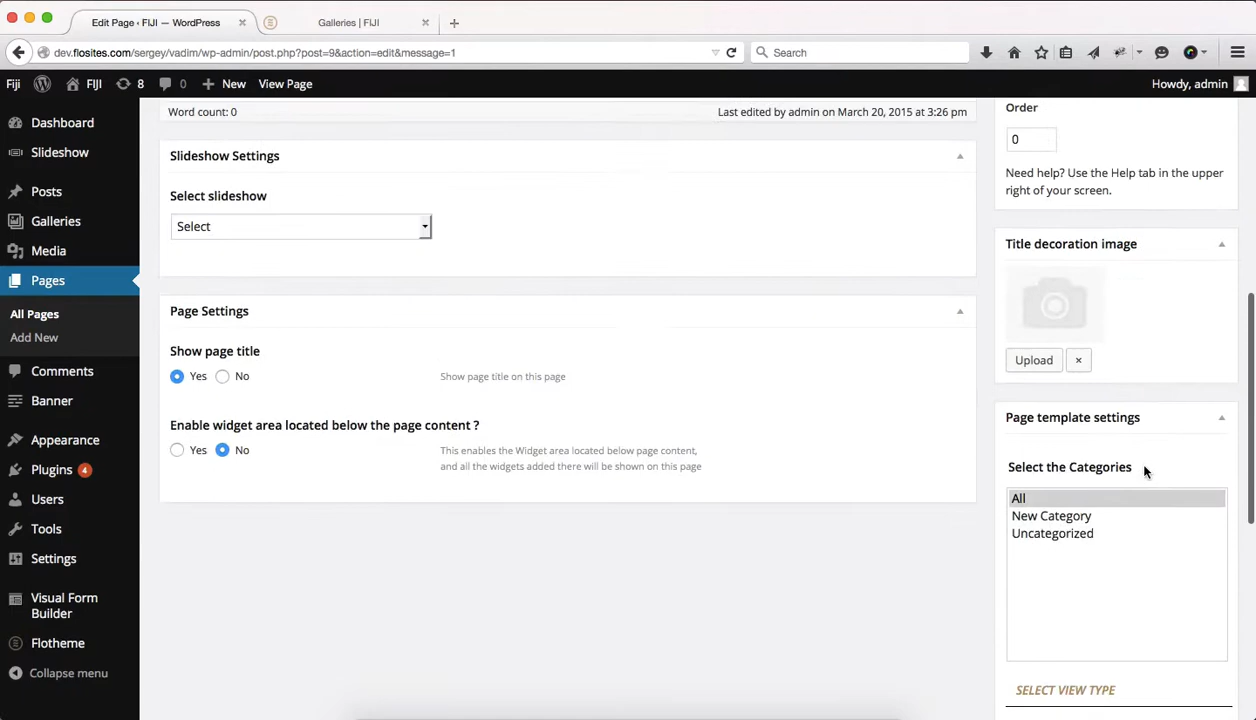 Edit Page ‹ FIJI — WordPress
Galleries | FIJI
dev.flosites.com/sergey/vadim/wp-admin/post.php?post=9&action=edit&message=1
Search
Fiji
FIJI
8
0
New
View Page
Howdy, admin
Dashboard
Slideshow
Posts
Galleries
Media
Pages
All Pages
Add New
Comments
Banner
Appearance
Plugins 4
Users
Tools
Settings
Visual Form
Builder
Flotheme
Collapse menu
Word count: 0
Last edited by admin on March 20, 2015 at 3:26 pm
Slideshow Settings
Select slideshow
Select
Page Settings
Show page title
Yes No
Show page title on this page
Enable widget area located below the page content ?
Yes No
This enables the Widget area located below page content,
and all the widgets added there will be shown on this page
Order
0
Need help? Use the Help tab in the upper
right of your screen.
Title decoration image
Upload ×
Page template settings
Select the Categories
All
New Category
Uncategorized
SELECT VIEW TYPE